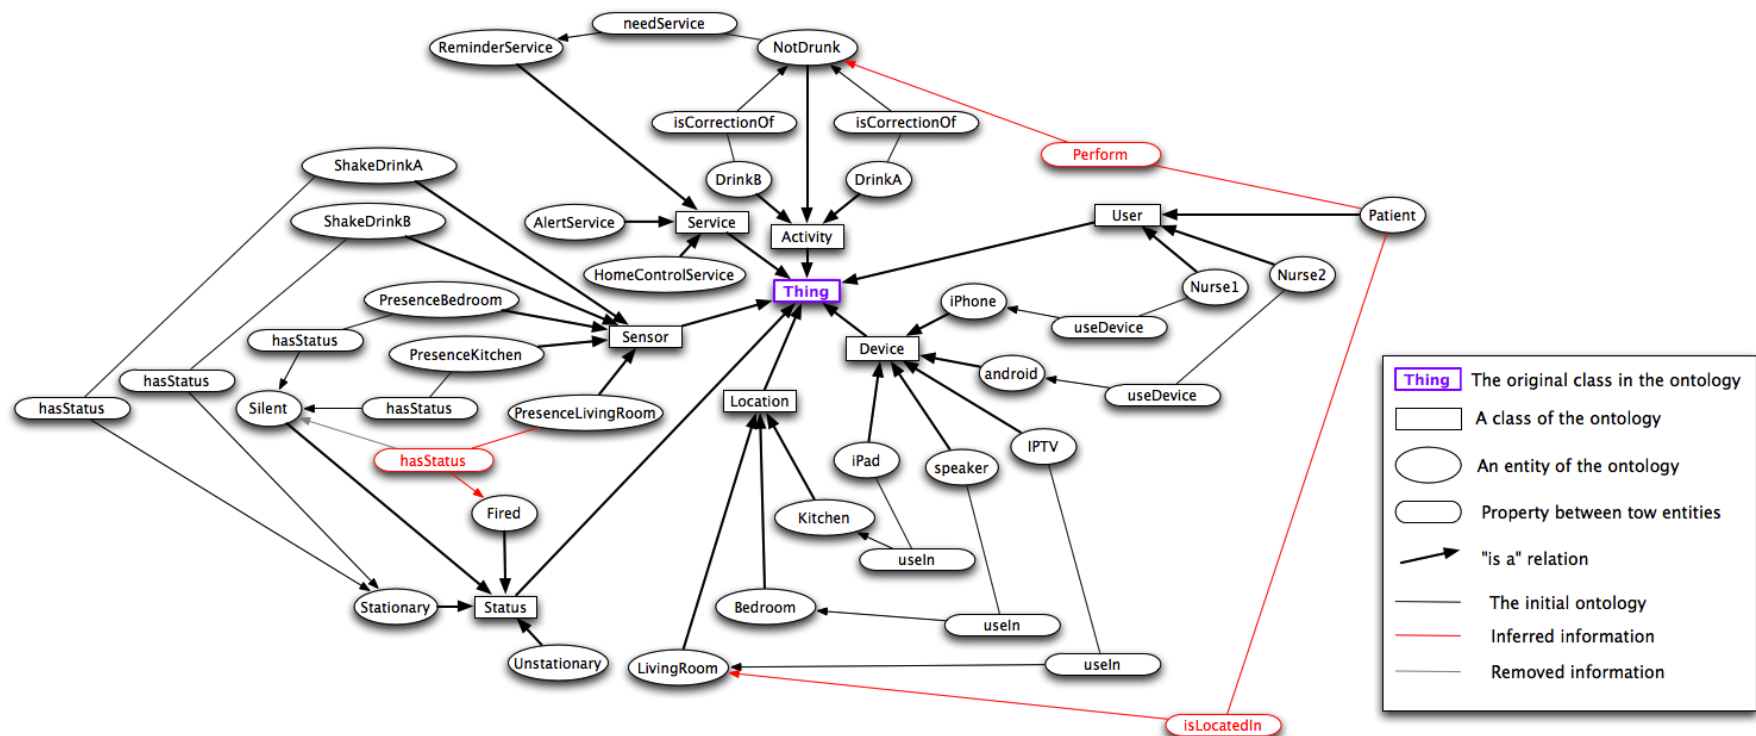 needService
ReminderService
NotDrunk
isCorrectionOf
isCorrectionOf
Perform
ShakeDrinkA
DrinkB
DrinkA
ShakeDrinkB
AlertService
Service
Activity
User
Patient
HomeControlService
Thing
Nurse1
Nurse2
PresenceBedroom
iPhone
useDevice
hasStatus
Sensor
PresenceKitchen
Device
android
hasStatus
useDevice
hasStatus
Silent
hasStatus
PresenceLivingRoom
Location
hasStatus
iPad
speaker
IPTV
Fired
Kitchen
useIn
Stationary
Status
Bedroom
useIn
Unstationary
LivingRoom
useIn
isLocatedIn
Thing The original class in the ontology
A class of the ontology
An entity of the ontology
Property between tow entities
"is a" relation
The initial ontology
Inferred information
Removed information